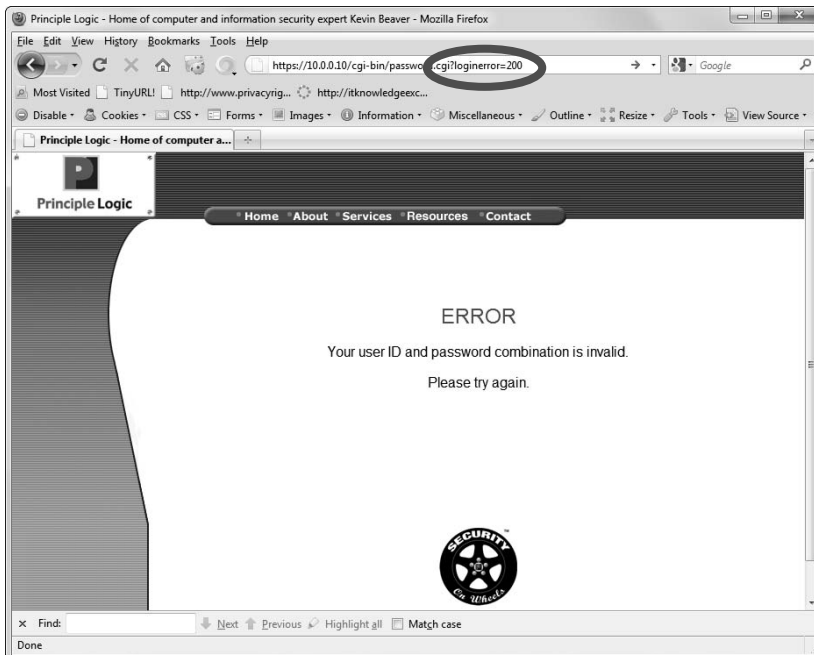 Principle Logic - Home of computer and information security expert Kevin Beaver - Mozilla Firefox
File Edit View History Bookmarks Tools Help
https://10.0.0.10/cgi-bin/passwo .cgi?loginerror=200
Google
Most Visited TinyURL! http://www.privacyrig... http://itknowledgeexc...
Disable Cookies CSS Forms Images Information Miscellaneous Outline Resize Tools View Source
Principle Logic - Home of computer a...
P
Principle Logic
Home About Services Resources Contact
ERROR
Your user ID and password combination is invalid.
Please try again.
SECURITY
On Wheels
TM
x Find: Next Previous Highlight all Match case
Done